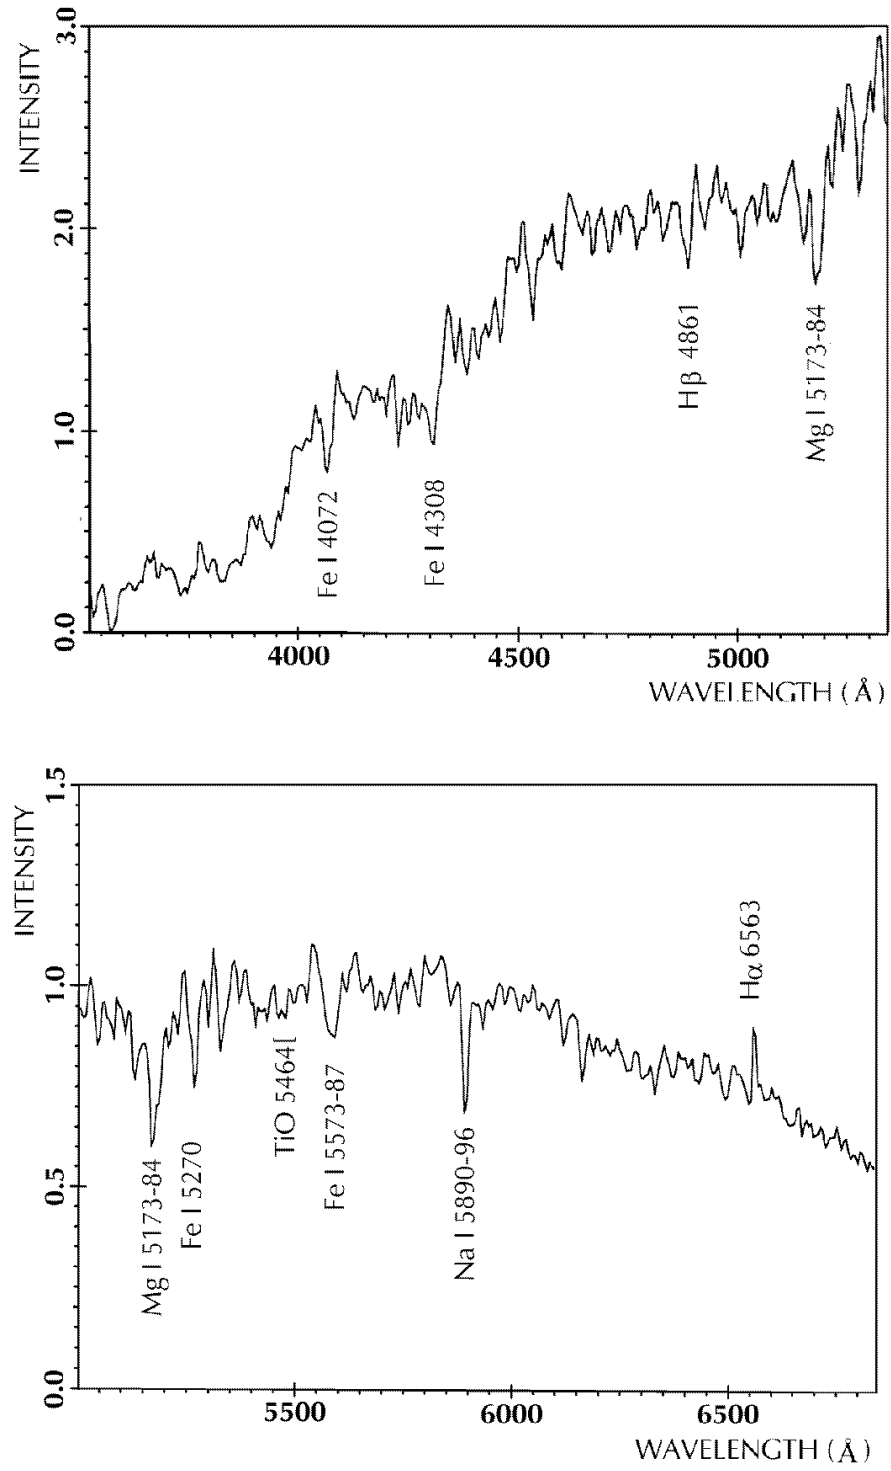 INTENSITY
3.0
2.0
1.0
0.0
Fe I 4072
Fe I 4308
Hβ 4861
Mg I 5173-84
4000
4500
5000
WAVELENGTH (Å)
INTENSITY
1.5
1.0
0.5
0.0
Mg I 5173-84
Fe I 5270
TiO 5464[
Fe I 5573-87
Na I 5890-96
Hα 6563
5500
6000
6500
WAVELENGTH (Å)